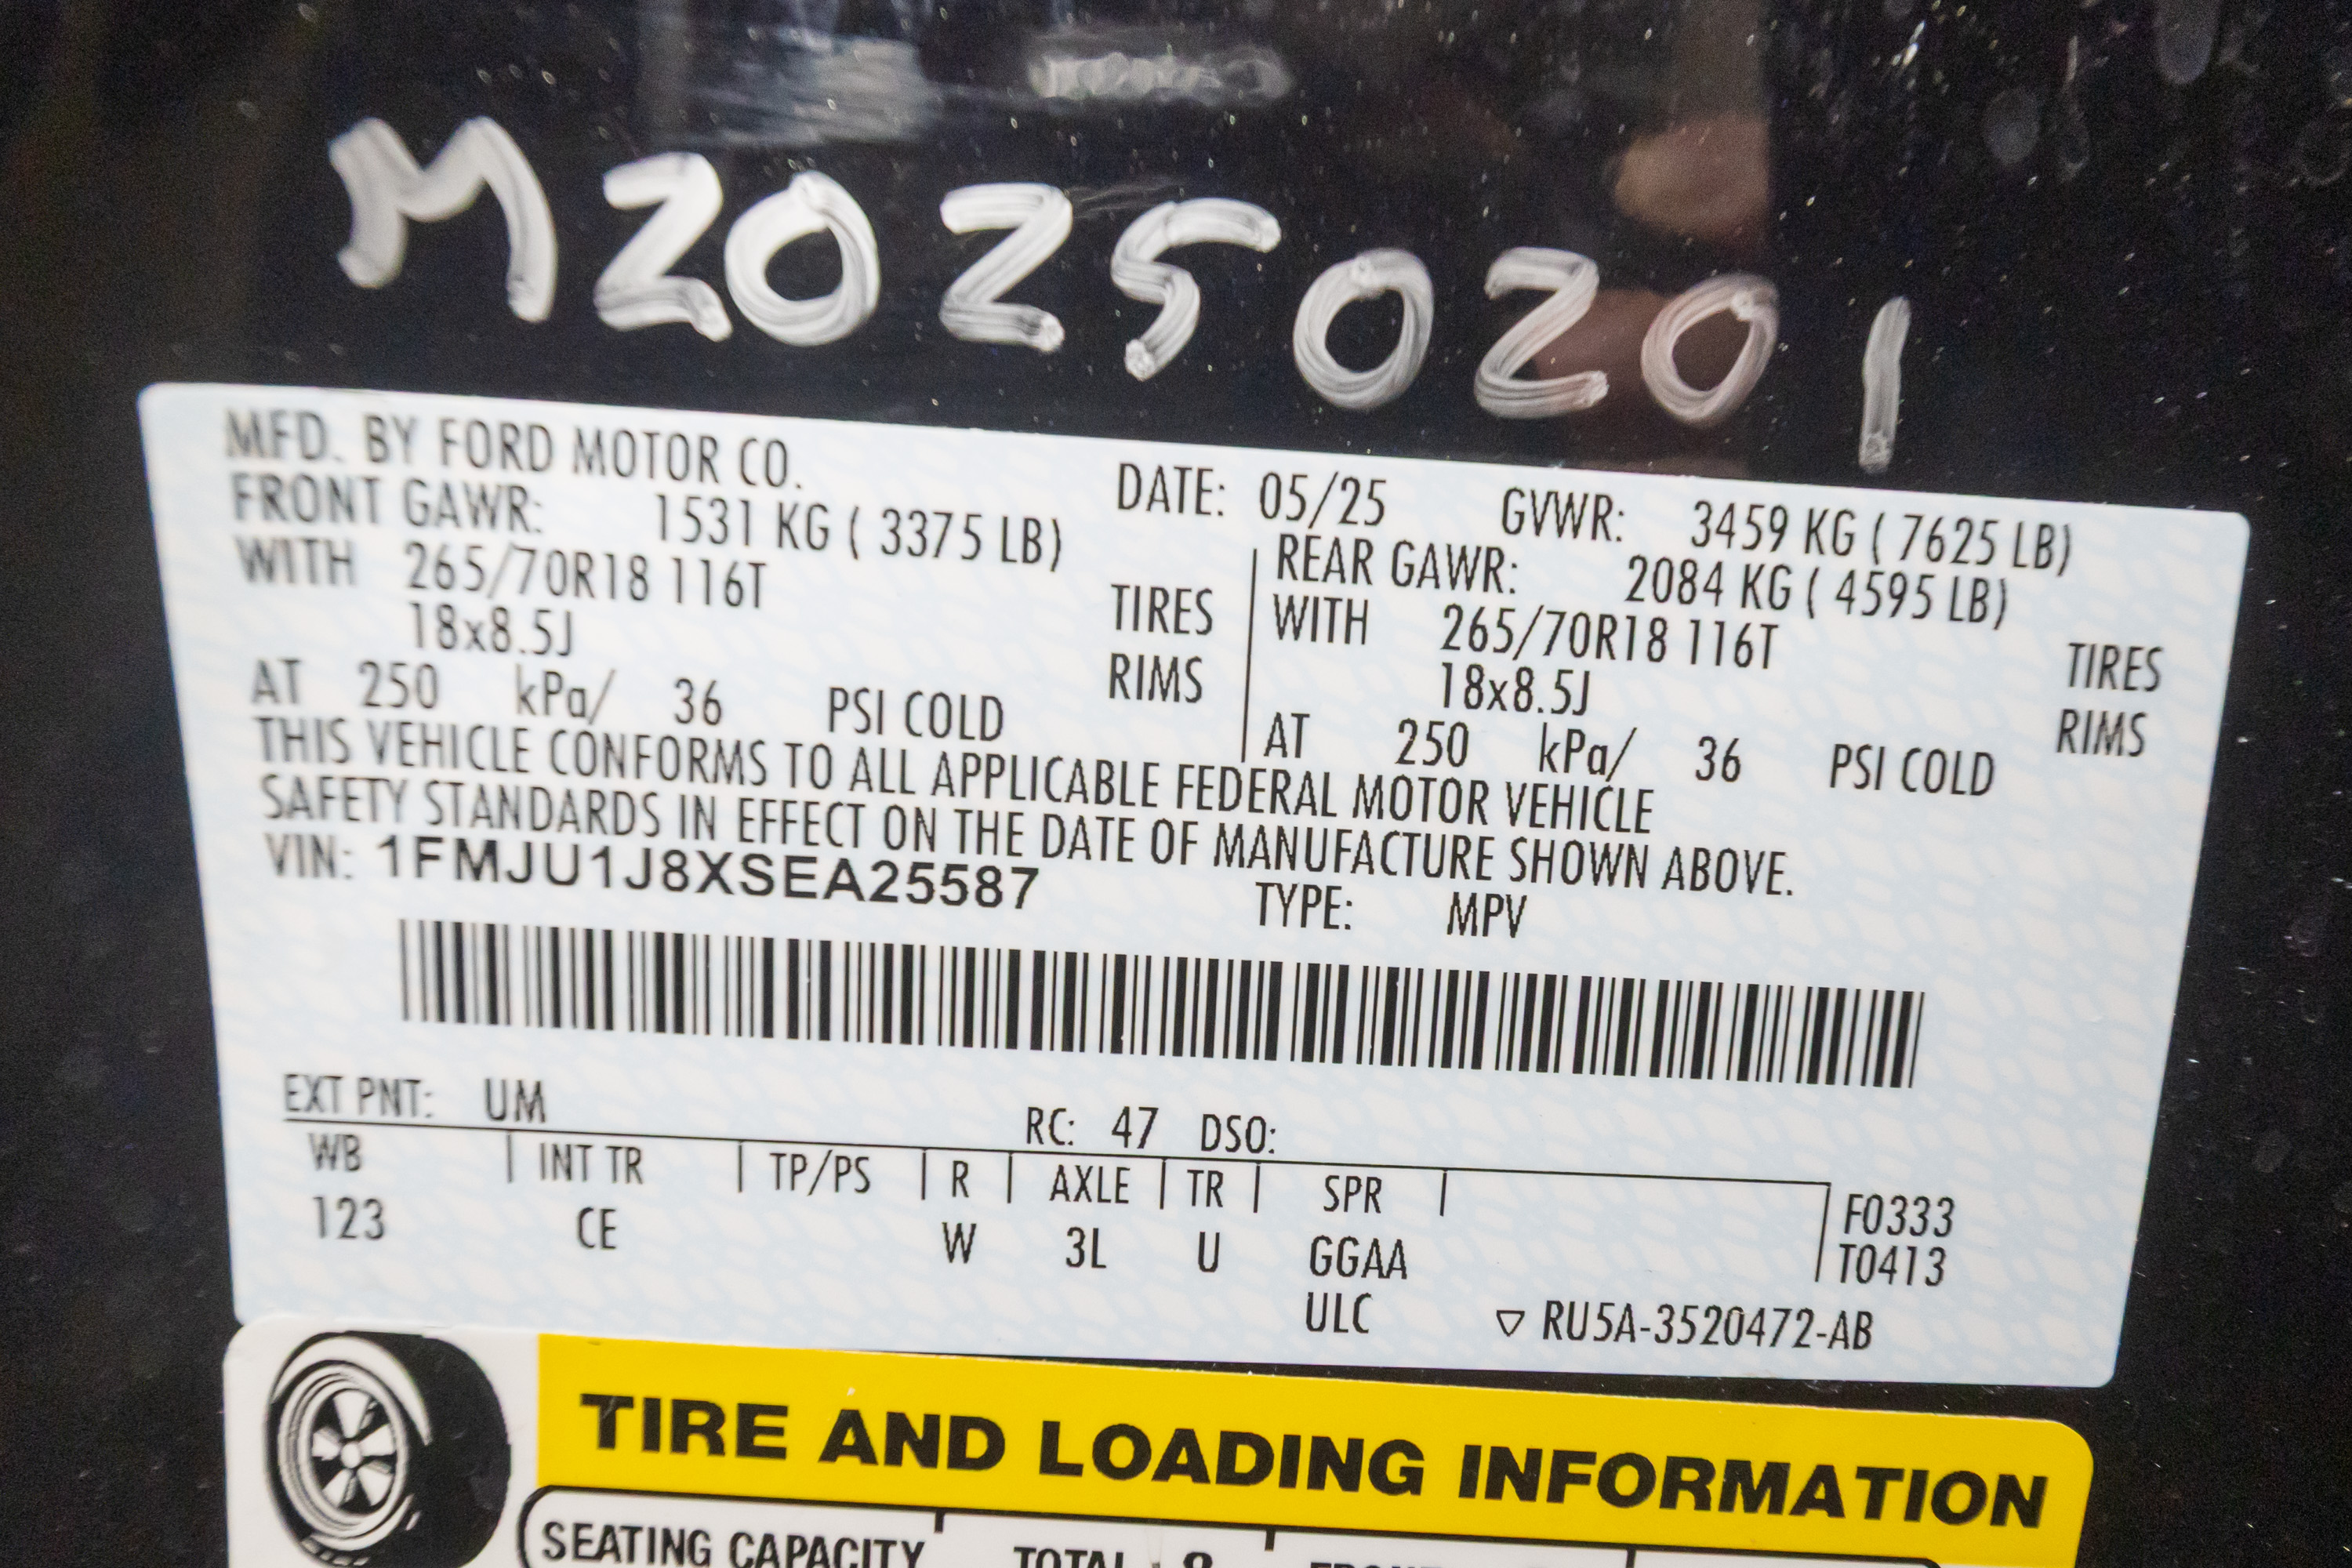 M20250201
MFD. BY FORD MOTOR CO.
DATE: 05/25 GVWR: 3459 KG ( 7625 LB)
FRONT GAWR: 1531 KG ( 3375 LB)
WITH 265/70R18 116T TIRES
18x8.5J RIMS
AT 250 kPa/ 36 PSI COLD
REAR GAWR: 2084 KG ( 4595 LB)
WITH 265/70R18 116T TIRES
18x8.5J RIMS
AT 250 kPa/ 36 PSI COLD
THIS VEHICLE CONFORMS TO ALL APPLICABLE FEDERAL MOTOR VEHICLE
SAFETY STANDARDS IN EFFECT ON THE DATE OF MANUFACTURE SHOWN ABOVE.
VIN: 1FMJU1J8XSEA25587 TYPE: MPV
EXT PNT: UM RC: 47 DSO:
WB | INT TR | TP/PS | R | AXLE | TR | SPR | F0333
123 CE W 3L U GGAA T0413
ULC ▽ RU5A-3520472-AB
TIRE AND LOADING INFORMATION
SEATING CAPACITY TOTAL